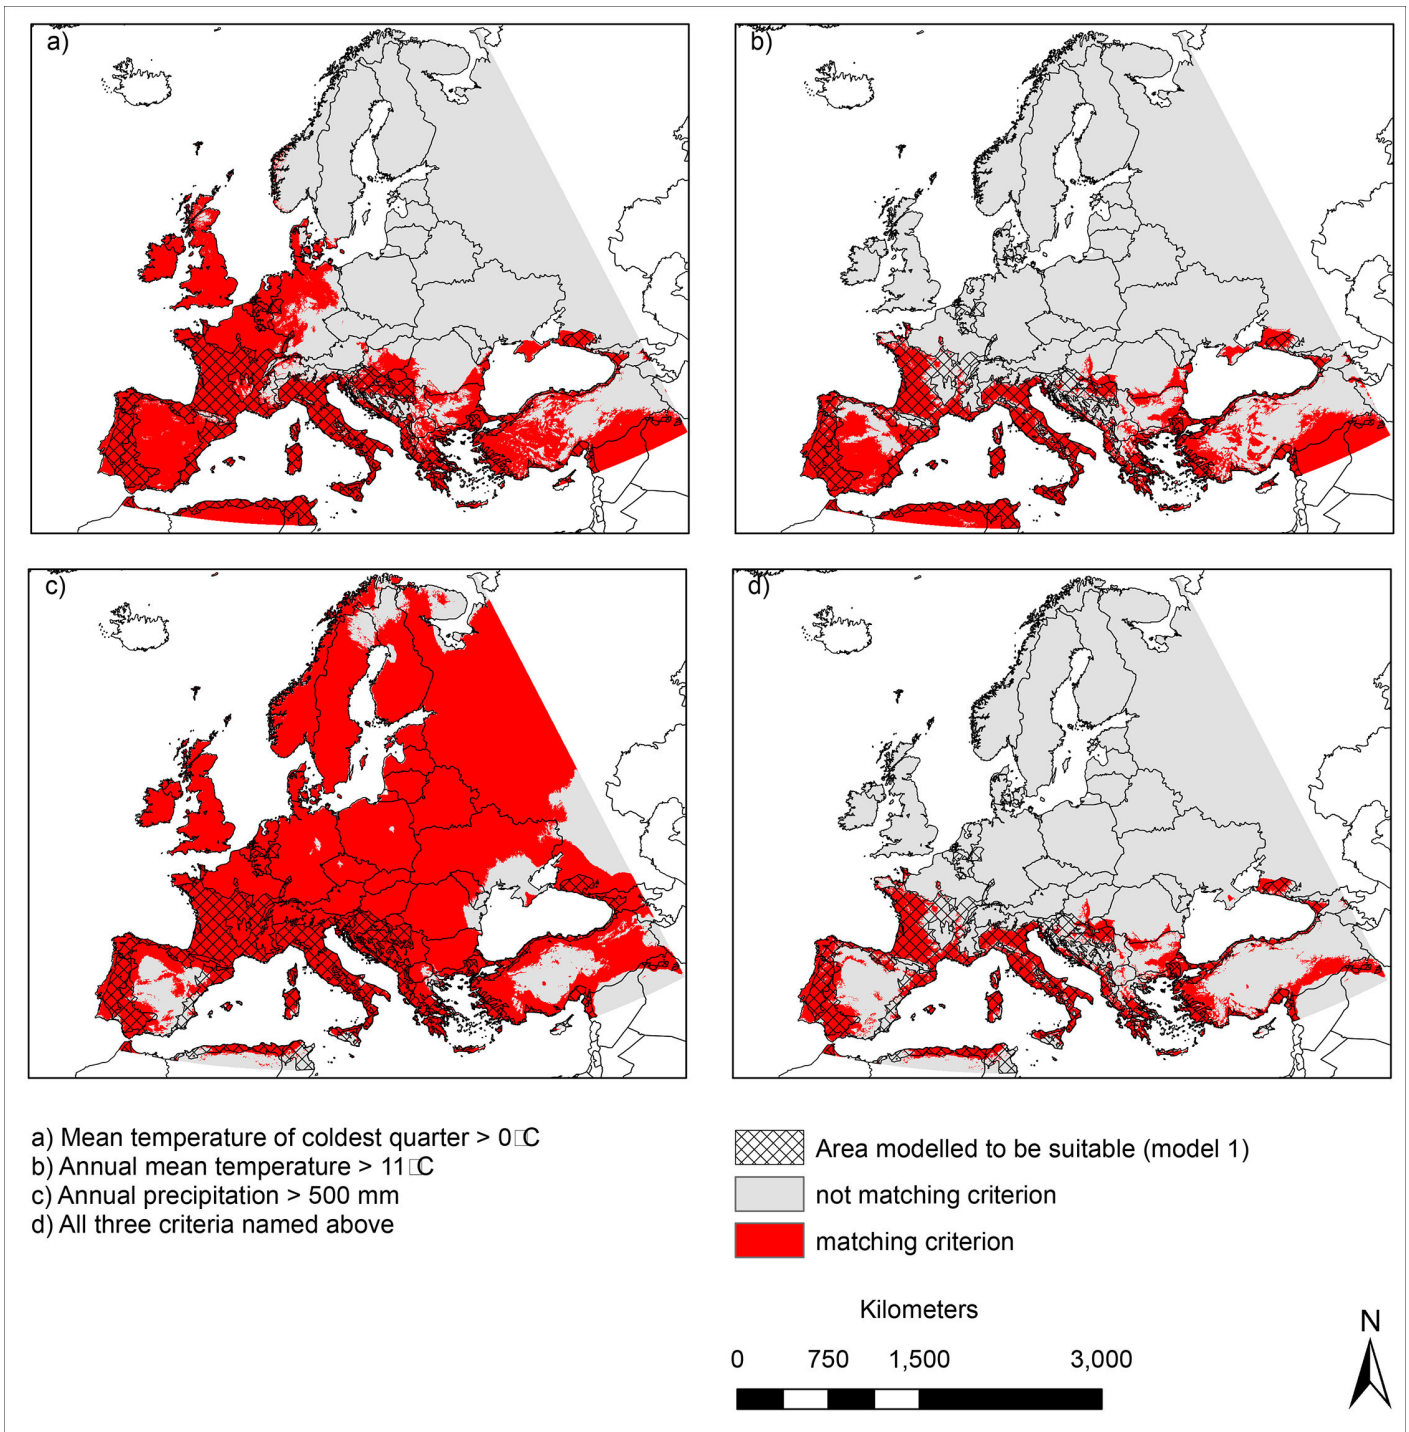 a)
b)
c)
d)
a) Mean temperature of coldest quarter > 0□C
b) Annual mean temperature > 11□C
c) Annual precipitation > 500 mm
d) All three criteria named above
Area modelled to be suitable (model 1)
not matching criterion
matching criterion
Kilometers
0 750 1,500 3,000
N